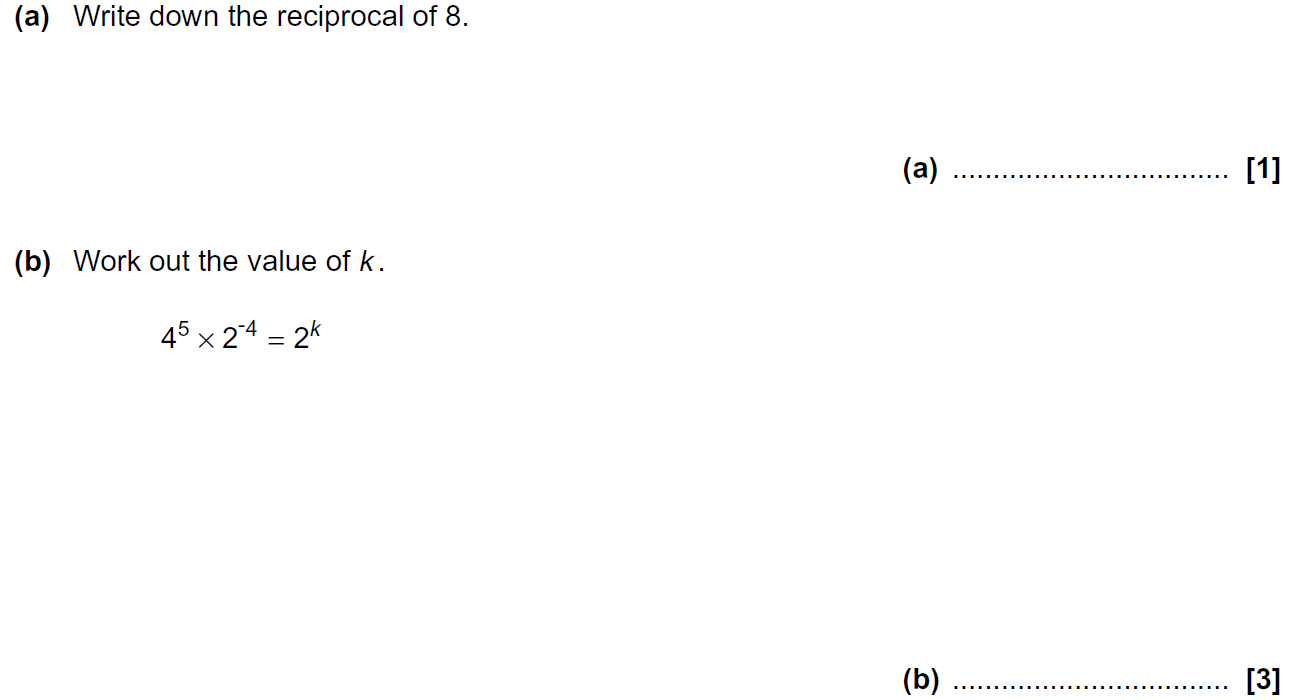 (a) Write down the reciprocal of 8.
(a) .................................. [1]
(b) Work out the value of k.
4⁵ × 2⁻⁴ = 2ᵏ
(b) .................................. [3]